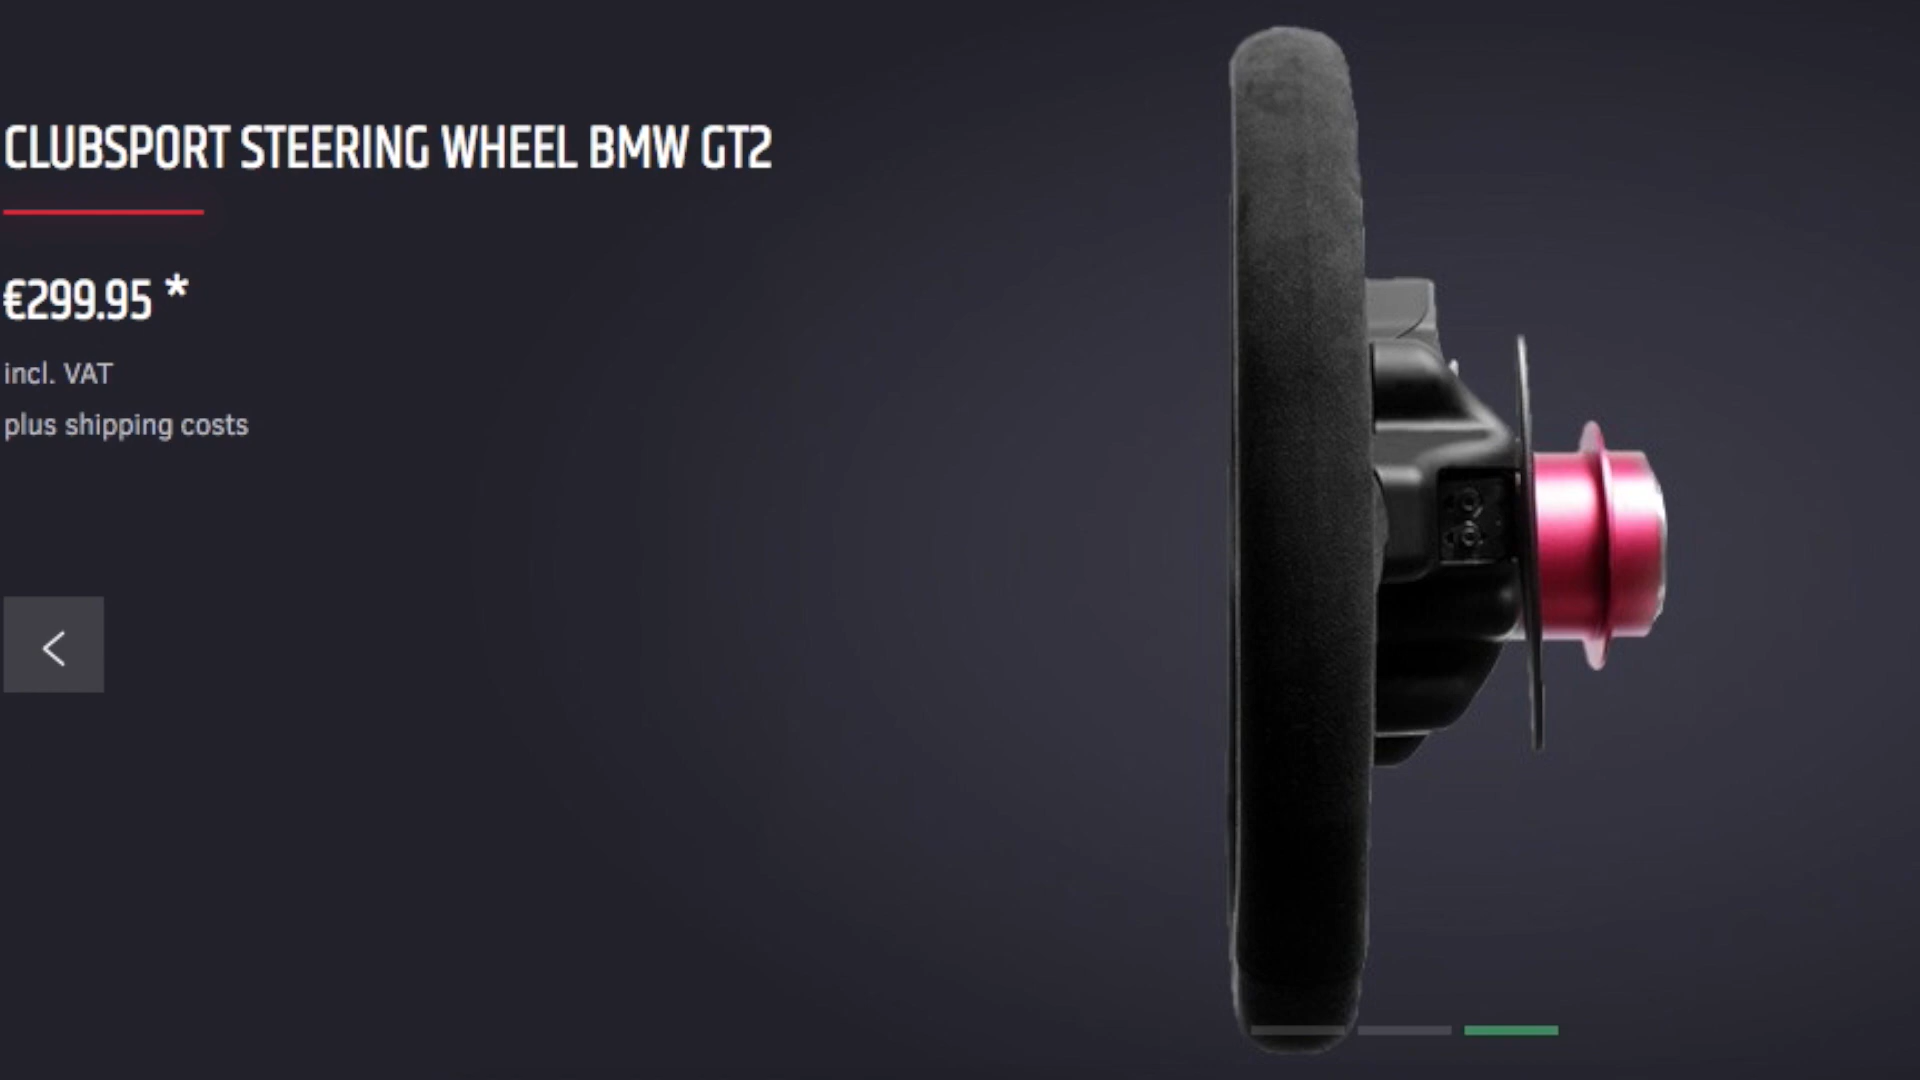 CLUBSPORT STEERING WHEEL BMW GT2
€299.95 *
incl. VAT
plus shipping costs